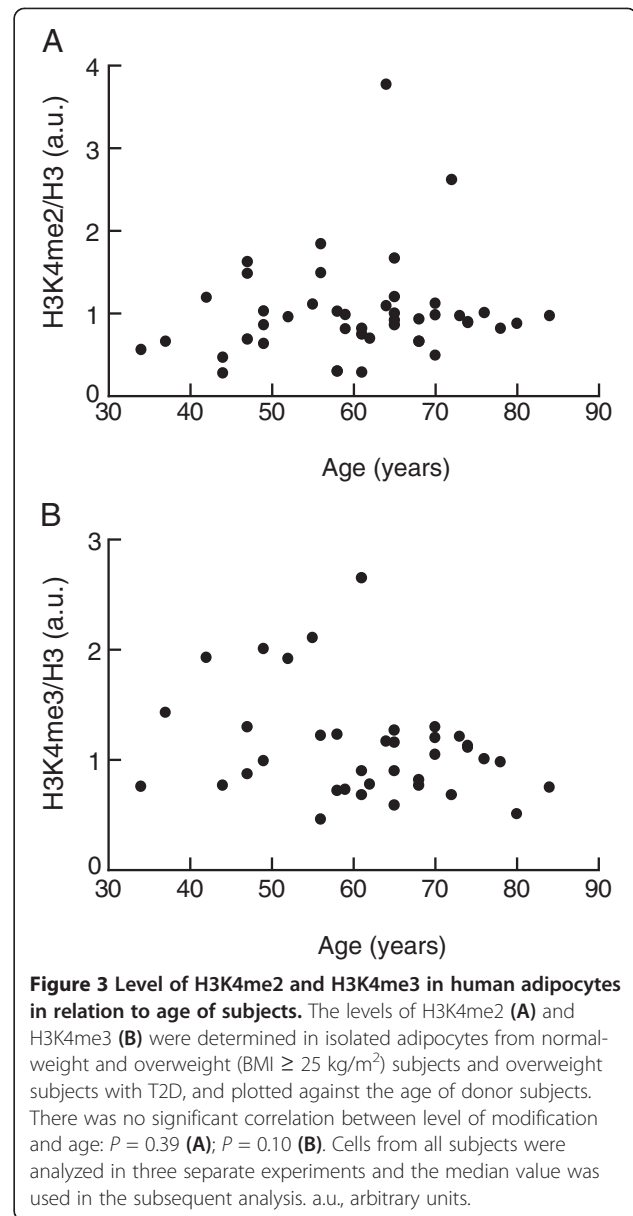 A
4
3
2
1
0
H3K4me2/H3 (a.u.)
30 40 50 60 70 80 90
Age (years)
B
3
2
1
0
H3K4me3/H3 (a.u.)
30 40 50 60 70 80 90
Age (years)
Figure 3 Level of H3K4me2 and H3K4me3 in human adipocytes
in relation to age of subjects. The levels of H3K4me2 (A) and
H3K4me3 (B) were determined in isolated adipocytes from normal-
weight and overweight (BMI ≥ 25 kg/m²) subjects and overweight
subjects with T2D, and plotted against the age of donor subjects.
There was no significant correlation between level of modification
and age: P = 0.39 (A); P = 0.10 (B). Cells from all subjects were
analyzed in three separate experiments and the median value was
used in the subsequent analysis. a.u., arbitrary units.